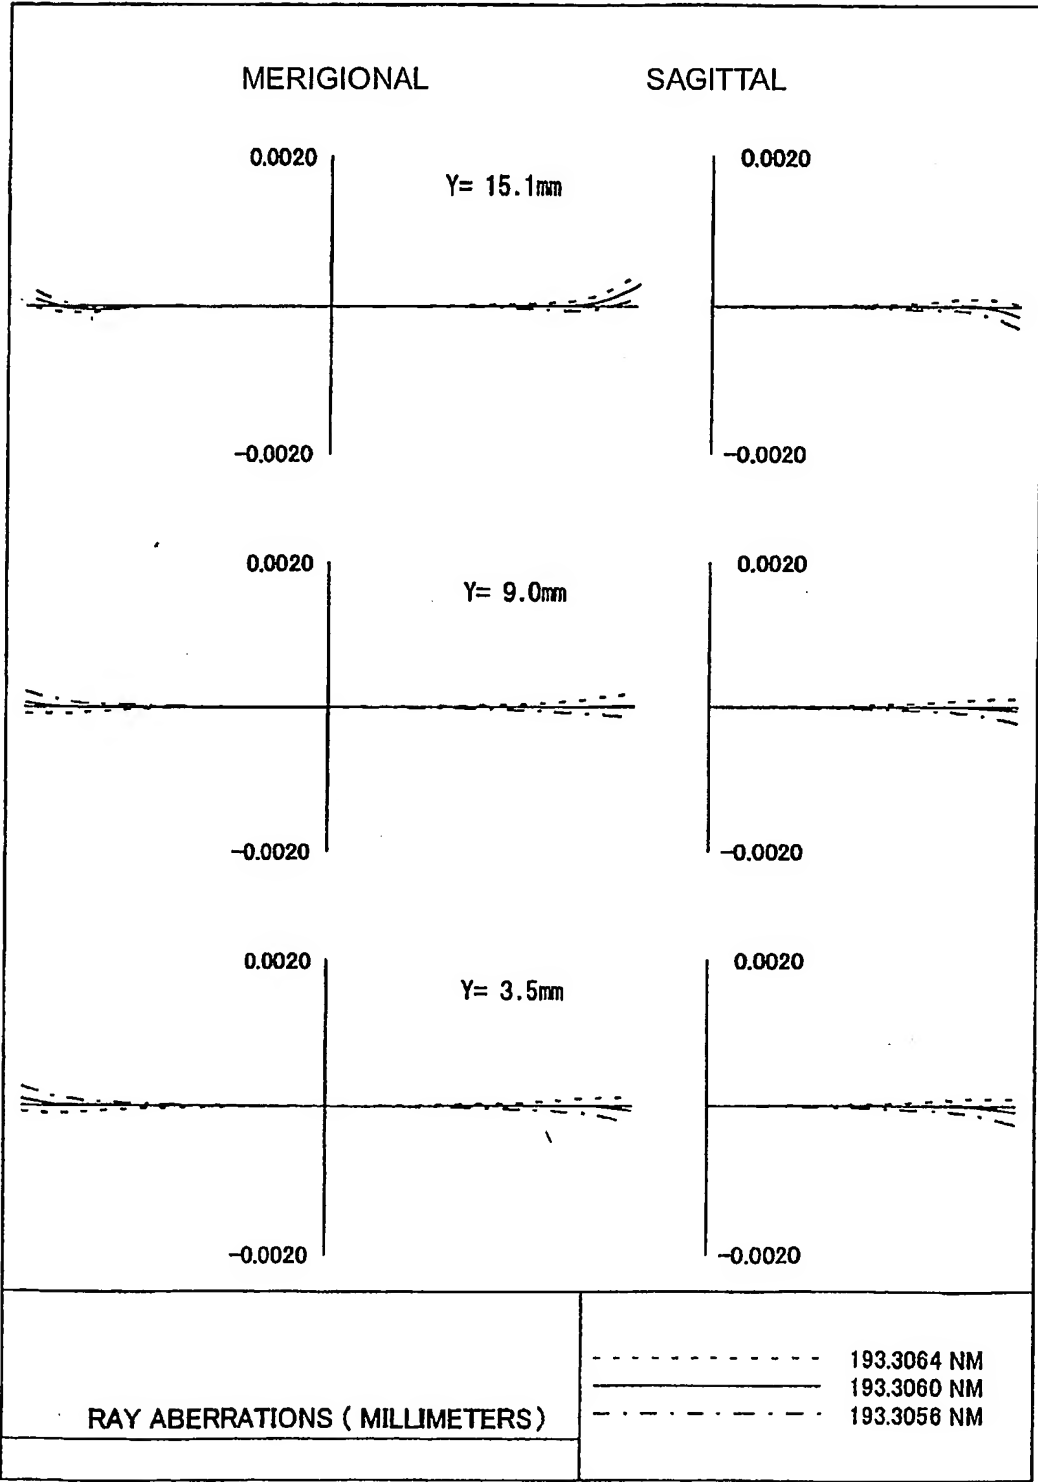 MERIGIONAL SAGITTAL
0.0020 0.0020
Y= 15.1mm
-0.0020 -0.0020
0.0020 0.0020
Y= 9.0mm
-0.0020 -0.0020
0.0020 0.0020
Y= 3.5mm
-0.0020 -0.0020
193.3064 NM
193.3060 NM
RAY ABERRATIONS ( MILLIMETERS) 193.3056 NM